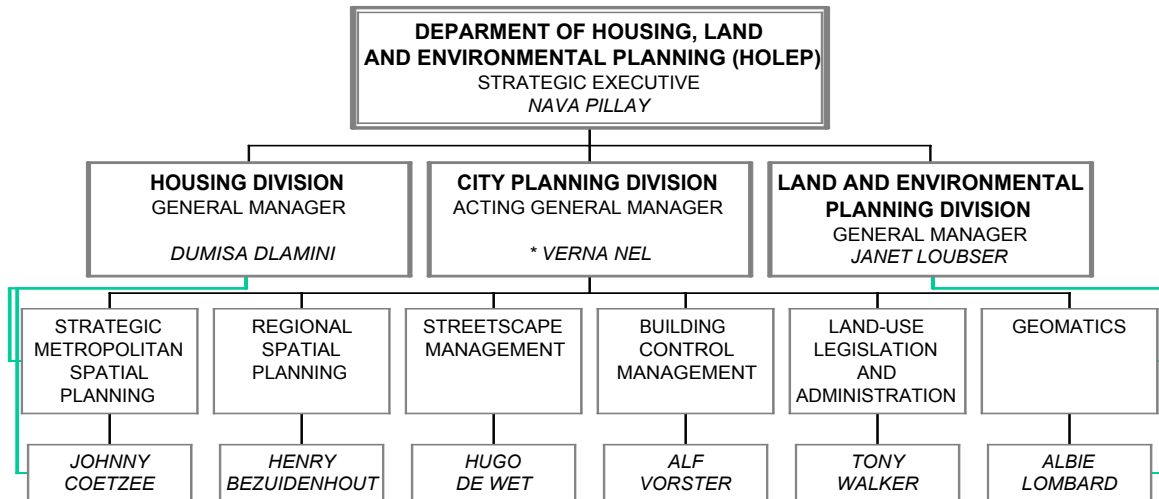 DEPARMENT OF HOUSING, LAND
AND ENVIRONMENTAL PLANNING (HOLEP)
STRATEGIC EXECUTIVE
NAVA PILLAY
HOUSING DIVISION
GENERAL MANAGER
DUMISA DLAMINI
CITY PLANNING DIVISION
ACTING GENERAL MANAGER
* VERNA NEL
LAND AND ENVIRONMENTAL
PLANNING DIVISION
GENERAL MANAGER
JANET LOUBSER
STRATEGIC
METROPOLITAN
SPATIAL
PLANNING
REGIONAL
SPATIAL
PLANNING
STREETSCAPE
MANAGEMENT
BUILDING
CONTROL
MANAGEMENT
LAND-USE
LEGISLATION
AND
ADMINISTRATION
GEOMATICS
JOHNNY
COETZEE
HENRY
BEZUIDENHOUT
HUGO
DE WET
ALF
VORSTER
TONY
WALKER
ALBIE
LOMBARD